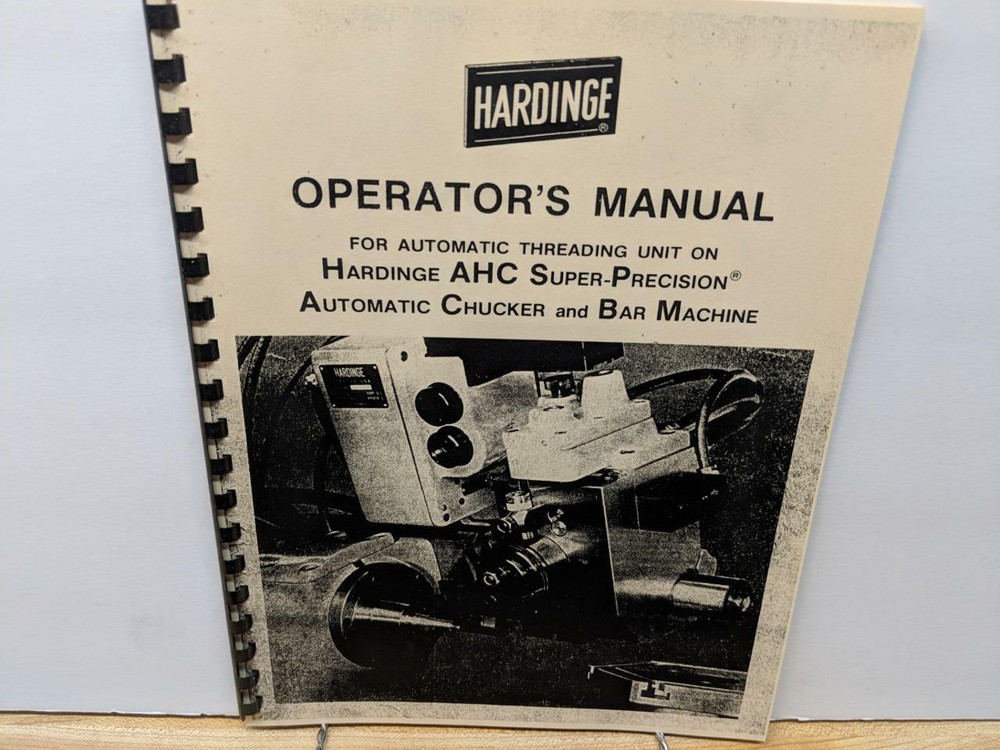 HARDINGE
®
OPERATOR'S MANUAL
FOR AUTOMATIC THREADING UNIT ON
HARDINGE AHC SUPER-PRECISION®
AUTOMATIC CHUCKER and BAR MACHINE
HARDINGE